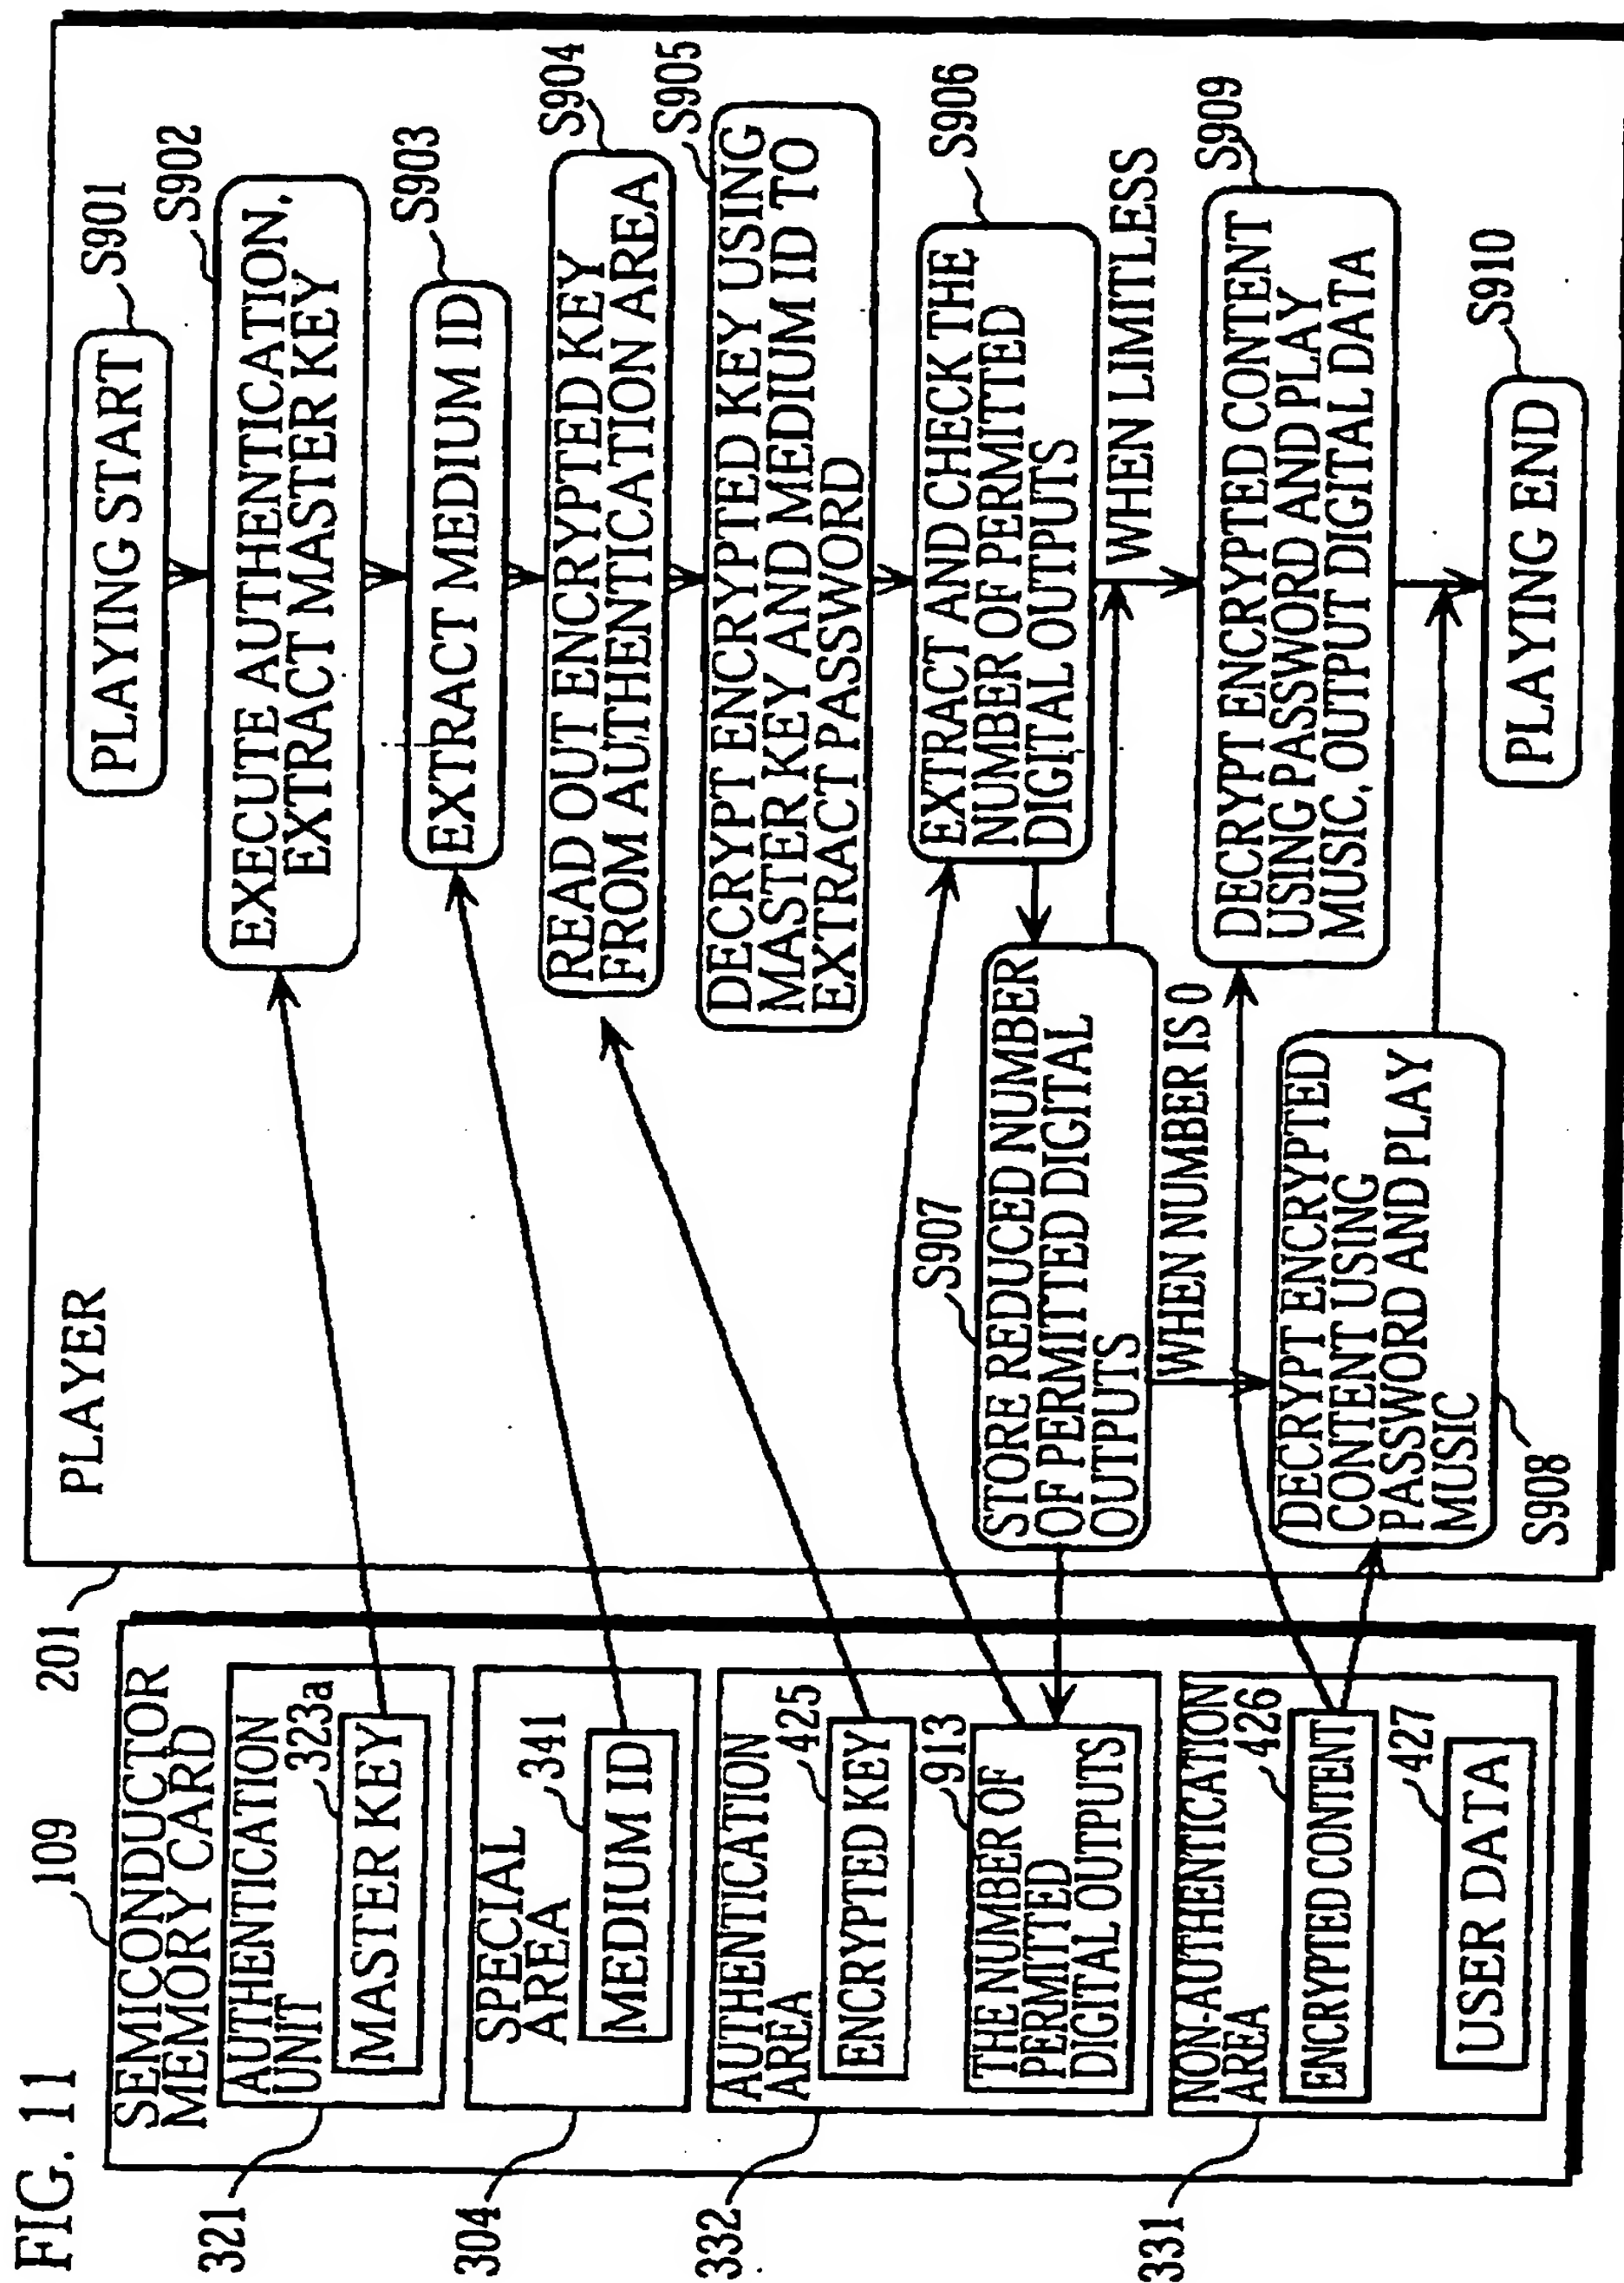 FIG. 11
109
SEMICONDUCTOR
MEMORY CARD
321
AUTHENTICATION
UNIT
323a
MASTER KEY
304
SPECIAL
AREA
341
MEDIUM ID
332
AUTHENTICATION
AREA
425
ENCRYPTED KEY
913
THE NUMBER OF
PERMITTED
DIGITAL OUTPUTS
331
NON-AUTHENTICATION
AREA
426
ENCRYPTED CONTENT
427
USER DATA
201
PLAYER
PLAYING START
S901
S902
EXECUTE AUTHENTICATION,
EXTRACT MASTER KEY
S903
EXTRACT MEDIUM ID
S904
READ OUT ENCRYPTED KEY
FROM AUTHENTICATION AREA
S905
DECRYPT ENCRYPTED KEY USING
MASTER KEY AND MEDIUM ID TO
EXTRACT PASSWORD
S906
EXTRACT AND CHECK THE
NUMBER OF PERMITTED
DIGITAL OUTPUTS
WHEN LIMITLESS
S907
STORE REDUCED NUMBER
OF PERMITTED DIGITAL
OUTPUTS
WHEN NUMBER IS 0
S909
DECRYPT ENCRYPTED CONTENT
USING PASSWORD AND PLAY
MUSIC, OUTPUT DIGITAL DATA
DECRYPT ENCRYPTED
CONTENT USING
PASSWORD AND PLAY
MUSIC
S908
S910
PLAYING END